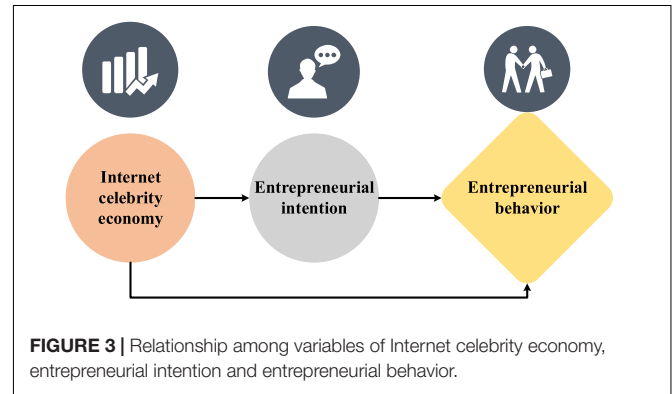 Internet
celebrity
economy
Entrepreneurial
intention
Entrepreneurial
behavior
FIGURE 3 | Relationship among variables of Internet celebrity economy,
entrepreneurial intention and entrepreneurial behavior.